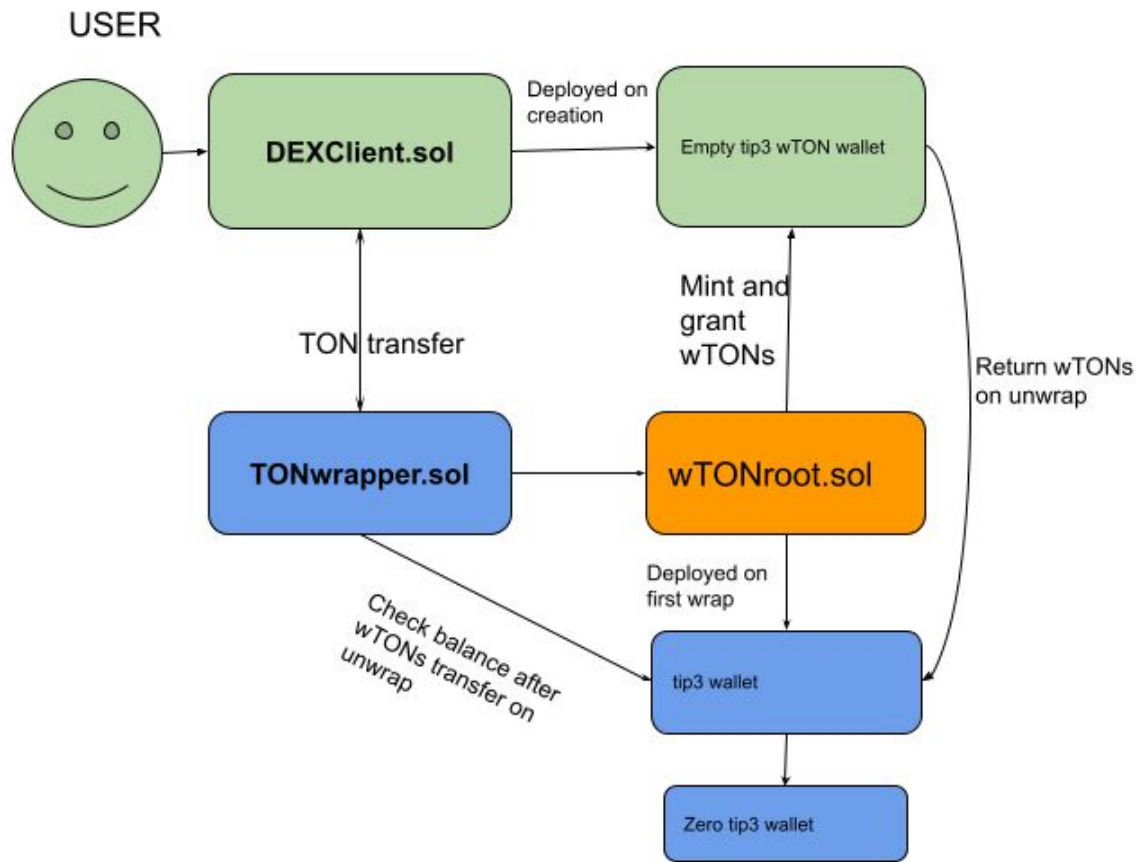 USER
DEXClient.sol
Deployed on
creation
Empty tip3 wTON wallet
TON transfer
Mint and
grant
wTONs
Return wTONs
on unwrap
TONwrapper.sol
wTONroot.sol
Deployed on
first wrap
Check balance after
wTONs transfer on
unwrap
tip3 wallet
Zero tip3 wallet